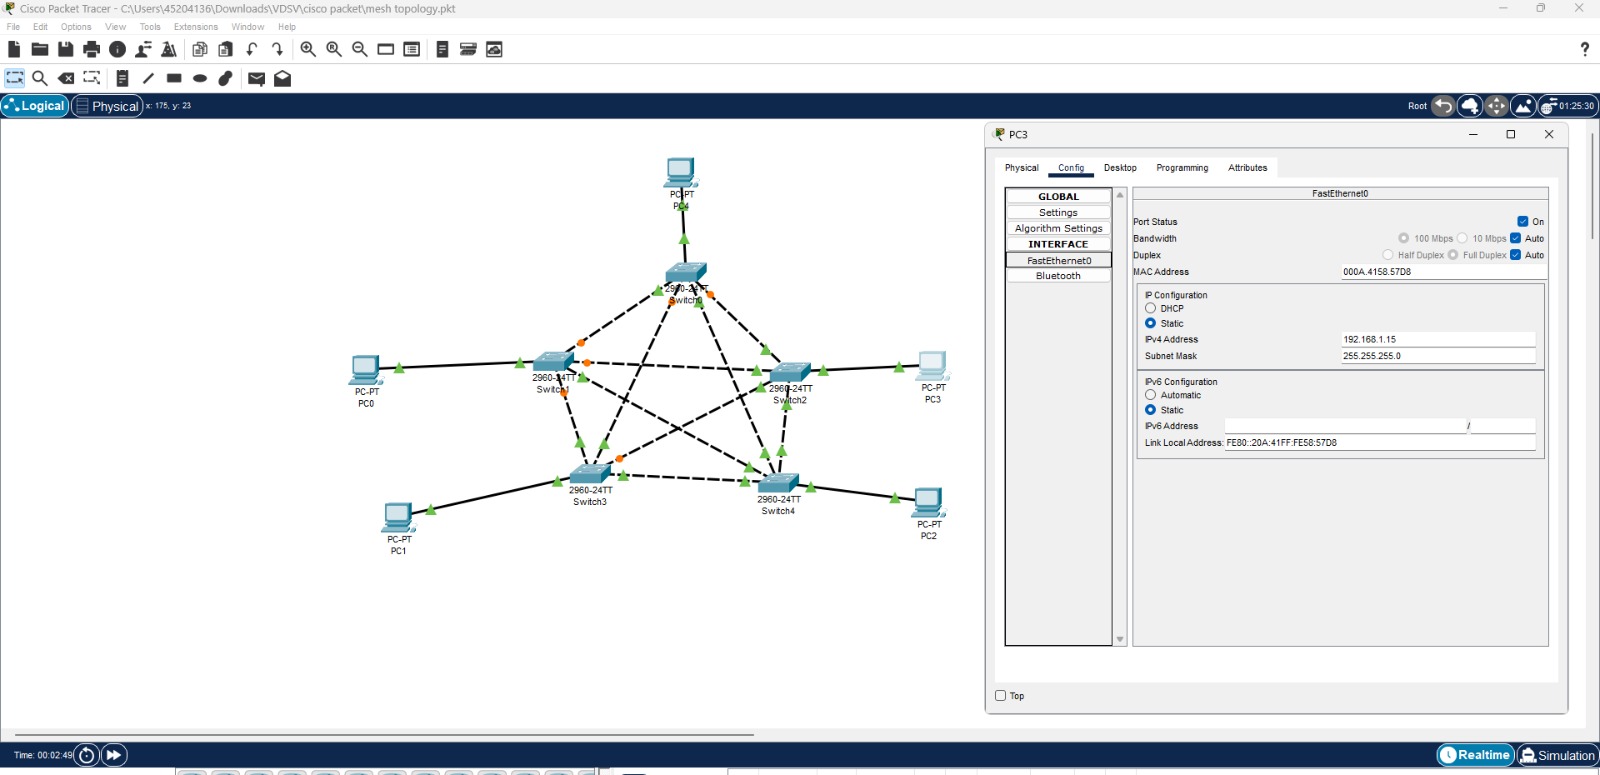 Cisco Packet Tracer - C:\Users\45204136\Downloads\VDSV\cisco packet\mesh topology.pkt
File Edit Options View Tools Extensions Window Help
?
Logical Physical x: 175, y: 23 Root 01:25:30
PC3
Physical Config Desktop Programming Attributes
GLOBAL
Settings
Algorithm Settings
INTERFACE
FastEthernet0
Bluetooth
FastEthernet0
Port Status On
Bandwidth 100 Mbps 10 Mbps Auto
Duplex Half Duplex Full Duplex Auto
MAC Address 000A.4158.57D8
IP Configuration
DHCP
Static
IPv4 Address 192.168.1.15
Subnet Mask 255.255.255.0
IPv6 Configuration
Automatic
Static
IPv6 Address /
Link Local Address: FE80::20A:41FF:FE58:57D8
Top
PC-PT
PC4
2960-24TT
Switch0
PC-PT
PC0
2960-24TT
Switch1
2960-24TT
Switch2
PC-PT
PC3
2960-24TT
Switch3
2960-24TT
Switch4
PC-PT
PC1
PC-PT
PC2
Time: 00:02:49 Realtime Simulation